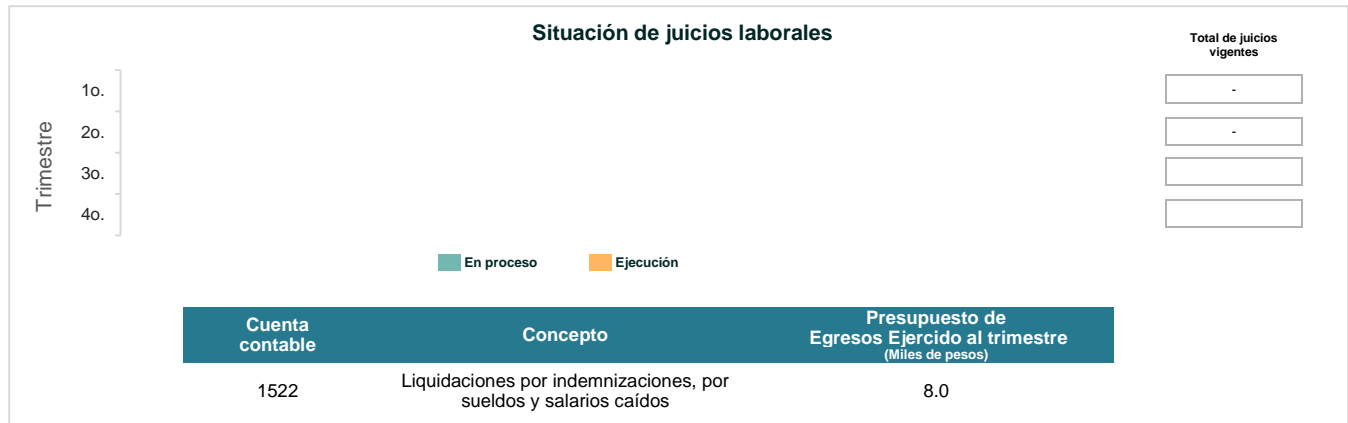 Situación de juicios laborales
Total de juicios
vigentes
Trimestre
1o.
-
2o.
-
3o.
4o.
En proceso
Ejecución
Cuenta
contable
Concepto
Presupuesto de
Egresos Ejercido al trimestre
(Miles de pesos)
1522
Liquidaciones por indemnizaciones, por
sueldos y salarios caídos
8.0